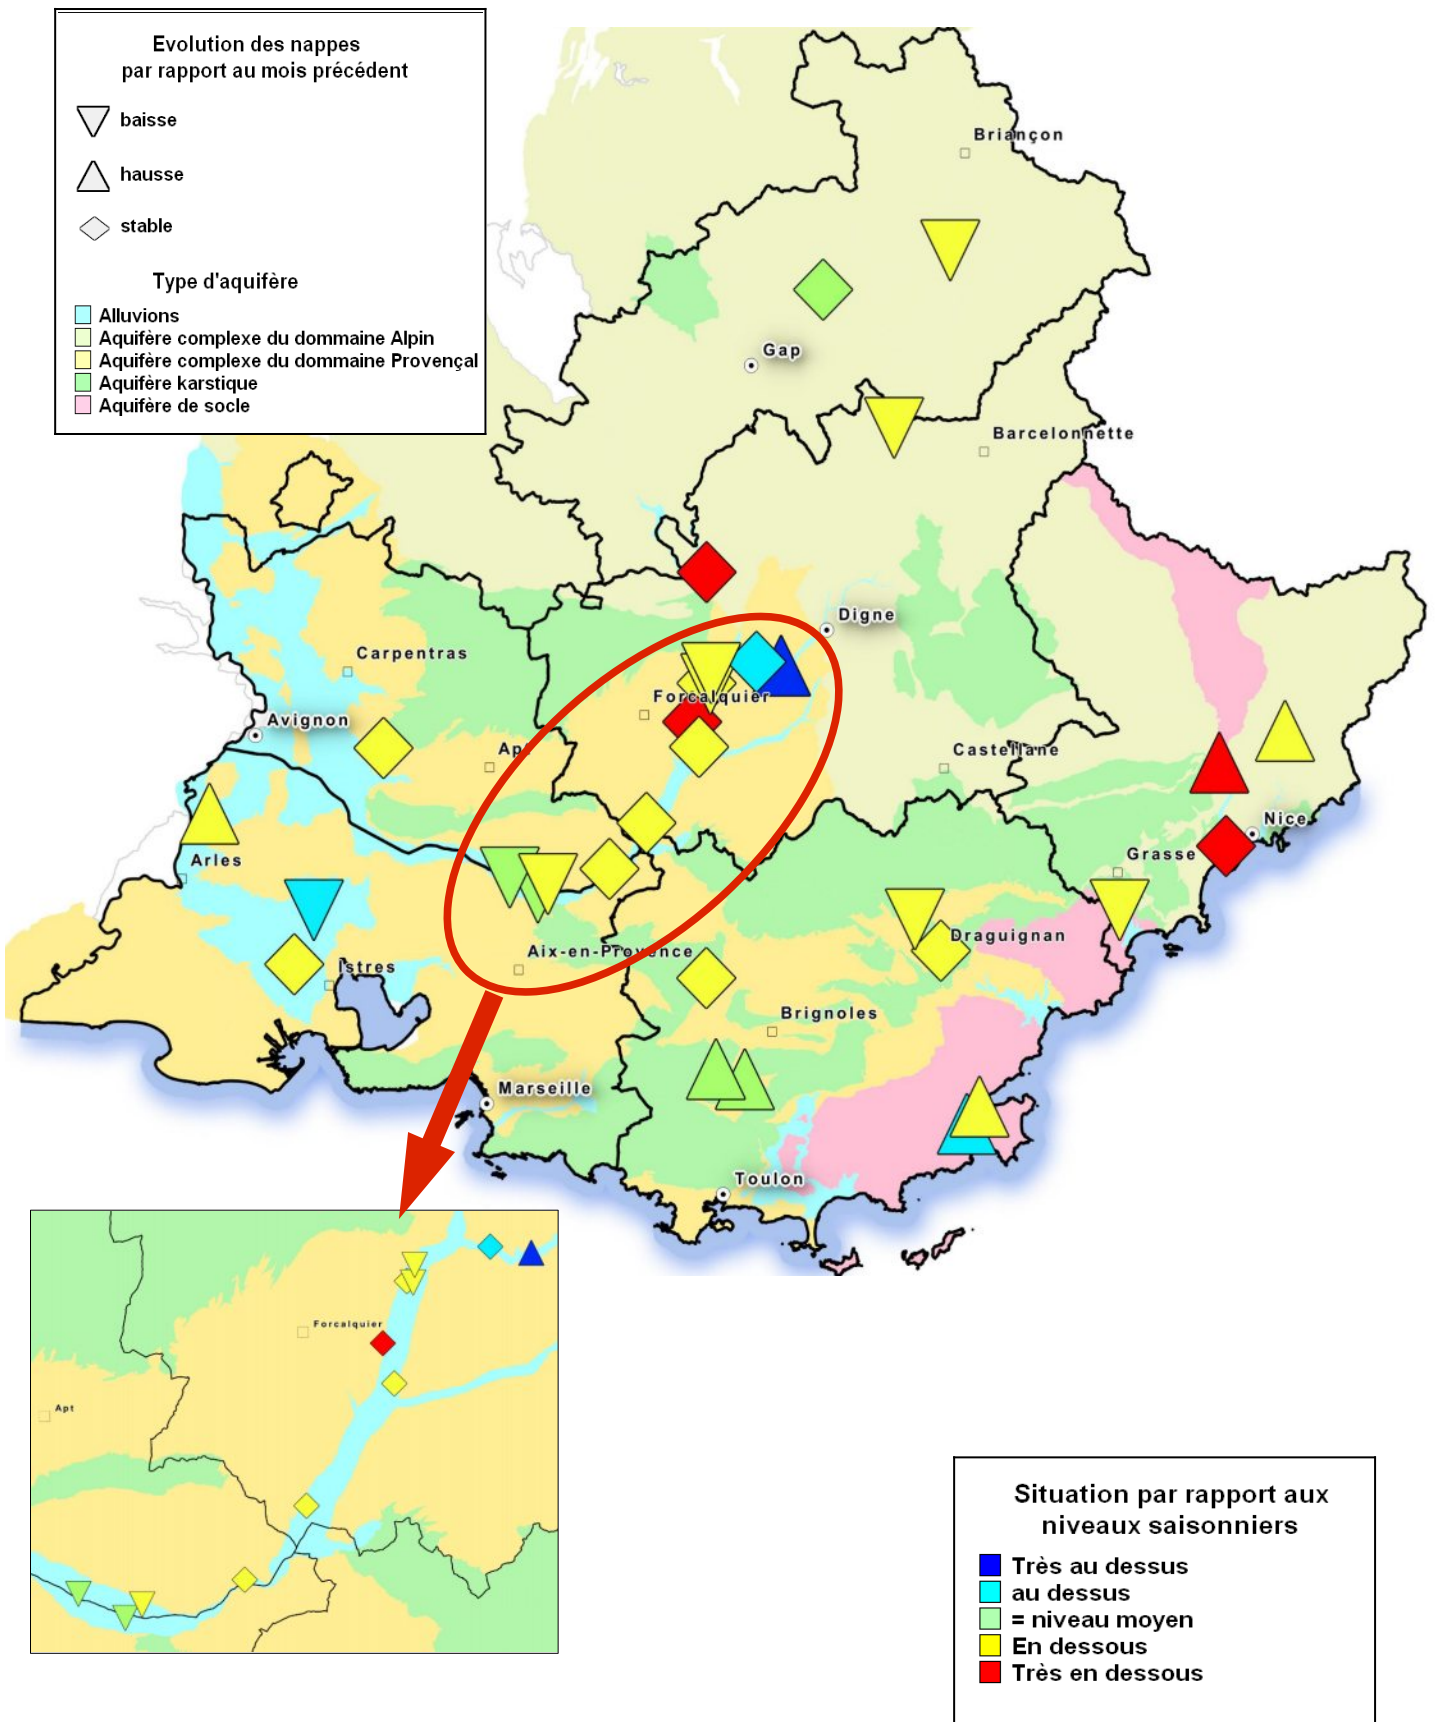 Evolution des nappes
par rapport au mois précédent
baisse
hausse
stable
Type d'aquifère
Alluvions
Aquifère complexe du dommaine Alpin
Aquifère complexe du dommaine Provençal
Aquifère karstique
Aquifère de socle
Briançon
Gap
Barcelonnette
Digne
Carpentras
Forcalquier
Avignon
Apt
Castellane
Nice
Grasse
Arles
Draguignan
Aix-en-Provence
Istres
Brignoles
Marseille
Toulon
Forcalquier
Apt
Situation par rapport aux
niveaux saisonniers
Très au dessus
au dessus
= niveau moyen
En dessous
Très en dessous